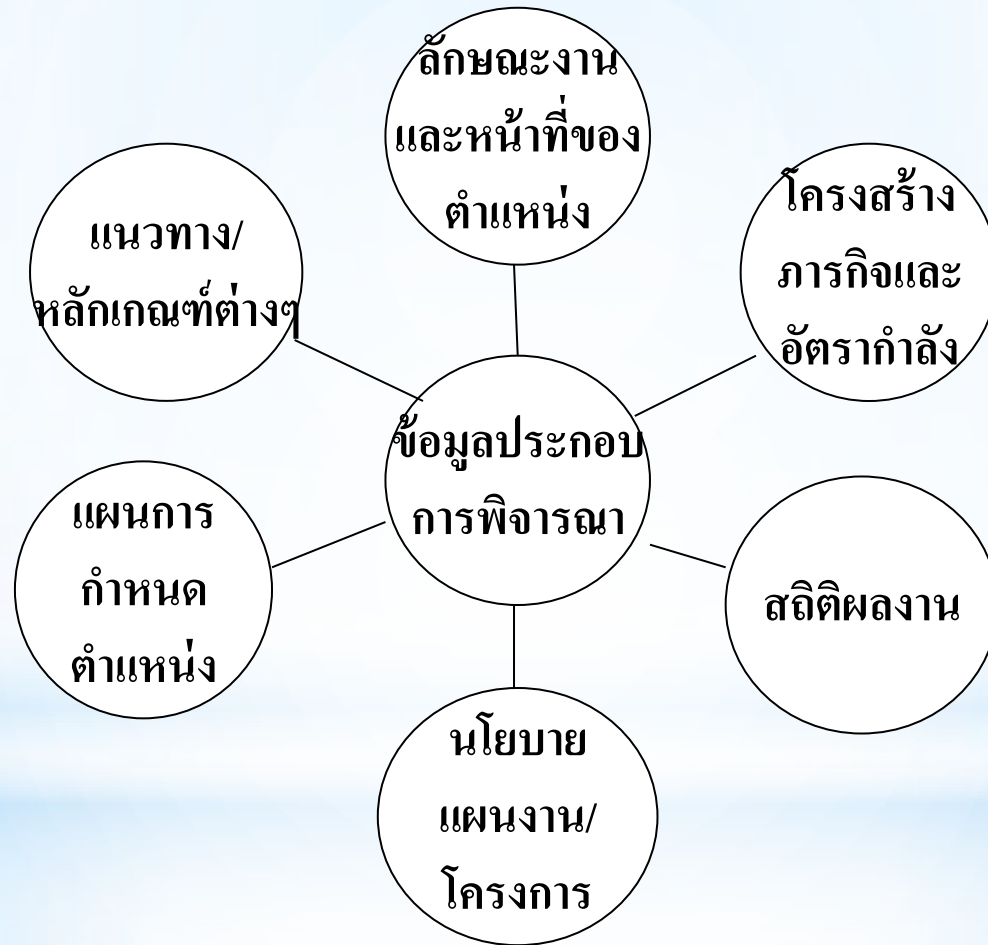 ลักษณะงาน
และหน้าที่ของ
ตำแหน่ง
แนวทาง/
หลักเกณฑ์ต่างๆ
โครงสร้าง
ภารกิจและ
อัตรากำลัง
ข้อมูลประกอบ
การพิจารณา
แผนการ
กำหนด
ตำแหน่ง
สถิติผลงาน
นโยบาย
แผนงาน/
โครงการ